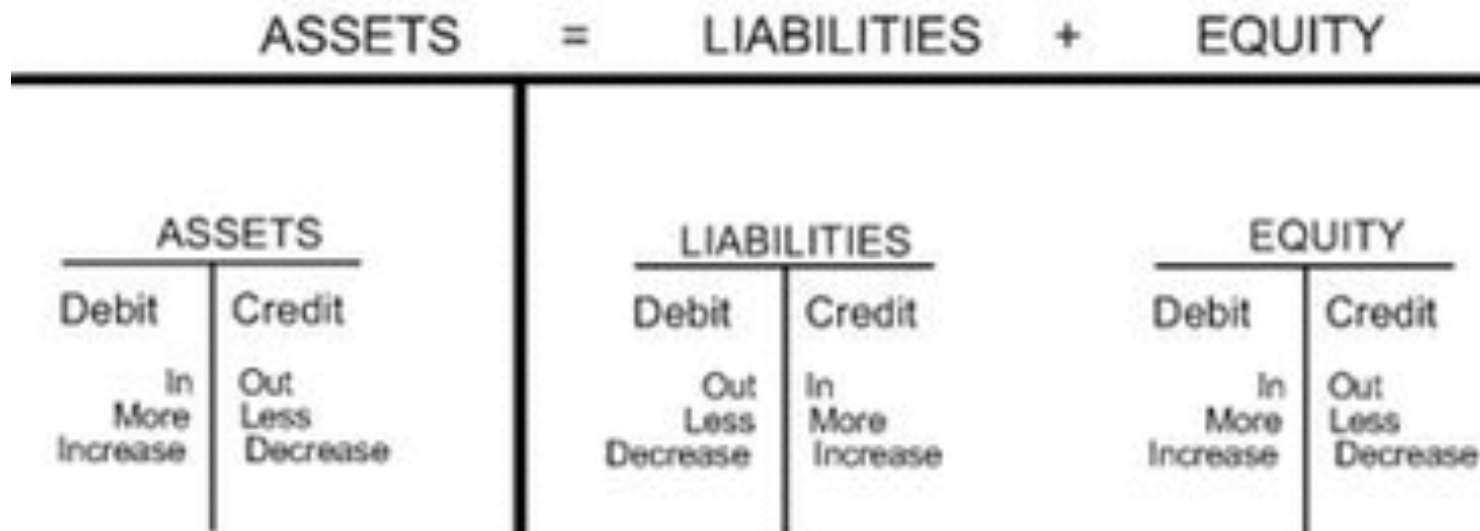 ASSETS = LIABILITIES + EQUITY
ASSETS
Debit Credit
In Out
More Less
Increase Decrease
LIABILITIES
Debit Credit
Out In
Less More
Decrease Increase
EQUITY
Debit Credit
In Out
More Less
Increase Decrease